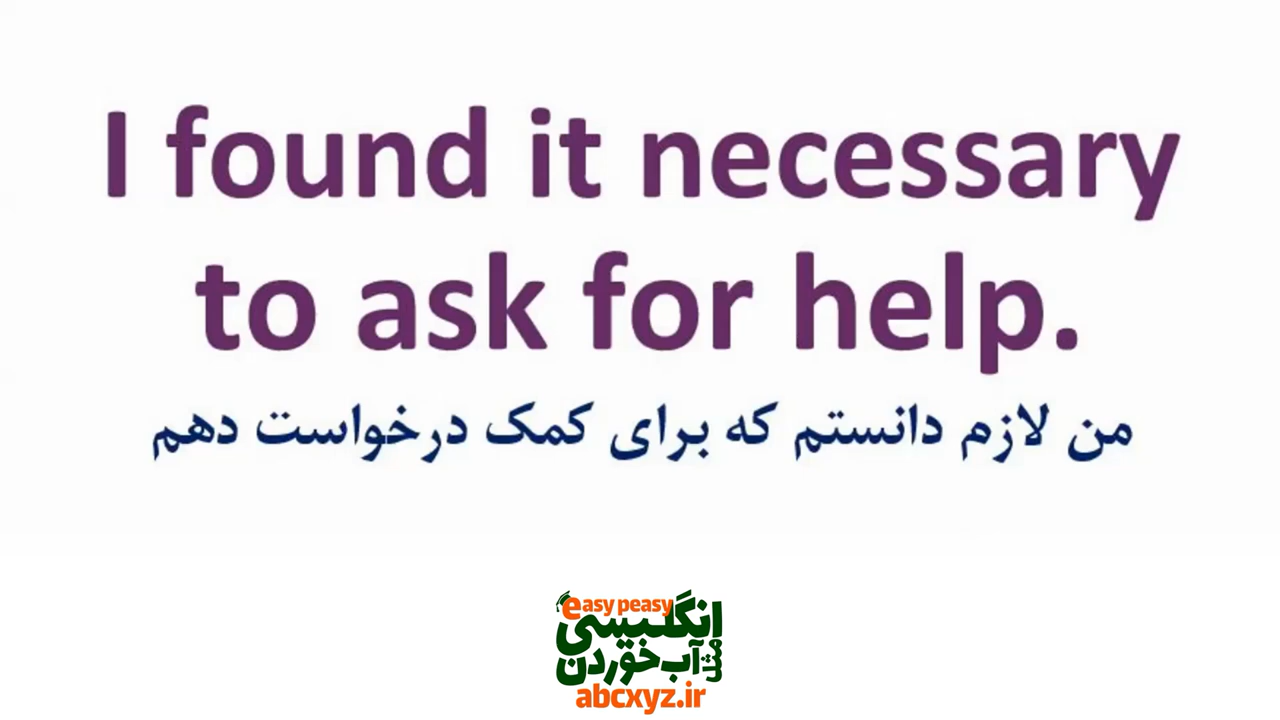 I found it necessary
to ask for help.
من لازم دانستم که برای کمک درخواست دهم
easy peasy
انگلیسی
مثل آب خوردن
abcxyz.ir